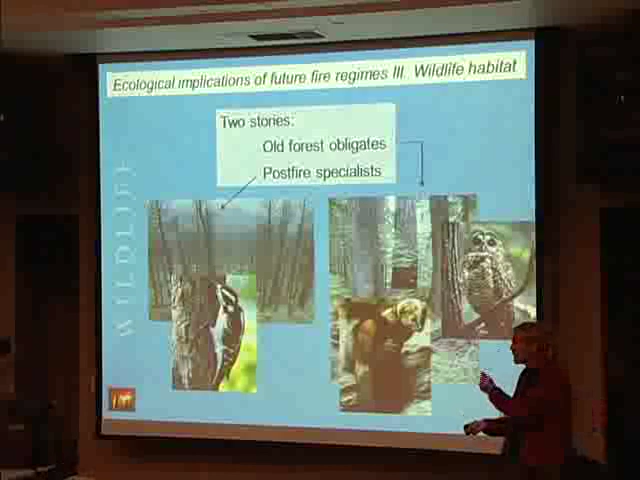 Ecological implications of future fire regimes III. Wildlife habitat
Two stories:
Old forest obligates
Postfire specialists
WILDLIFE